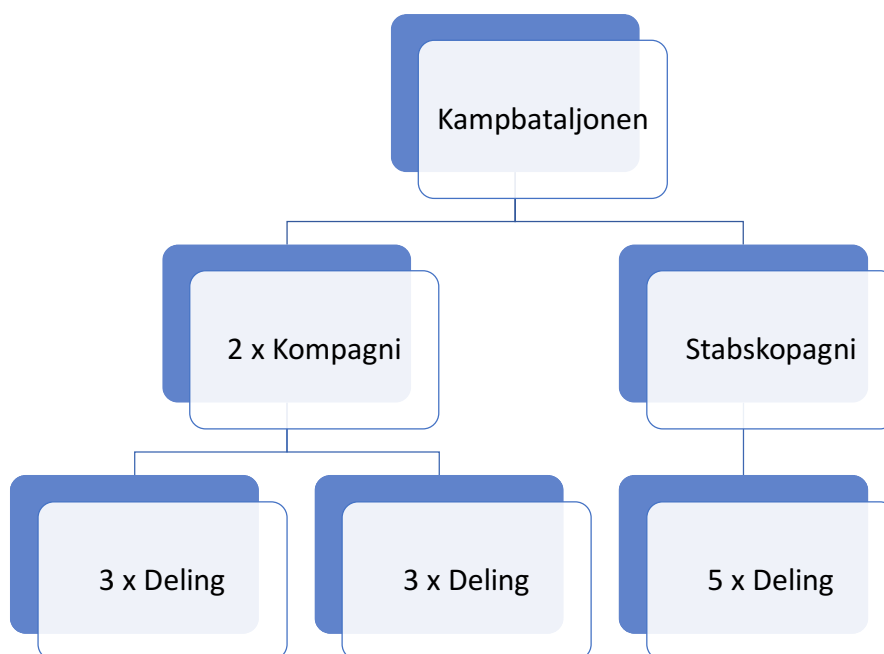 Kampbataljonen
2 x Kompagni
Stabskopagni
3 x Deling
3 x Deling
5 x Deling